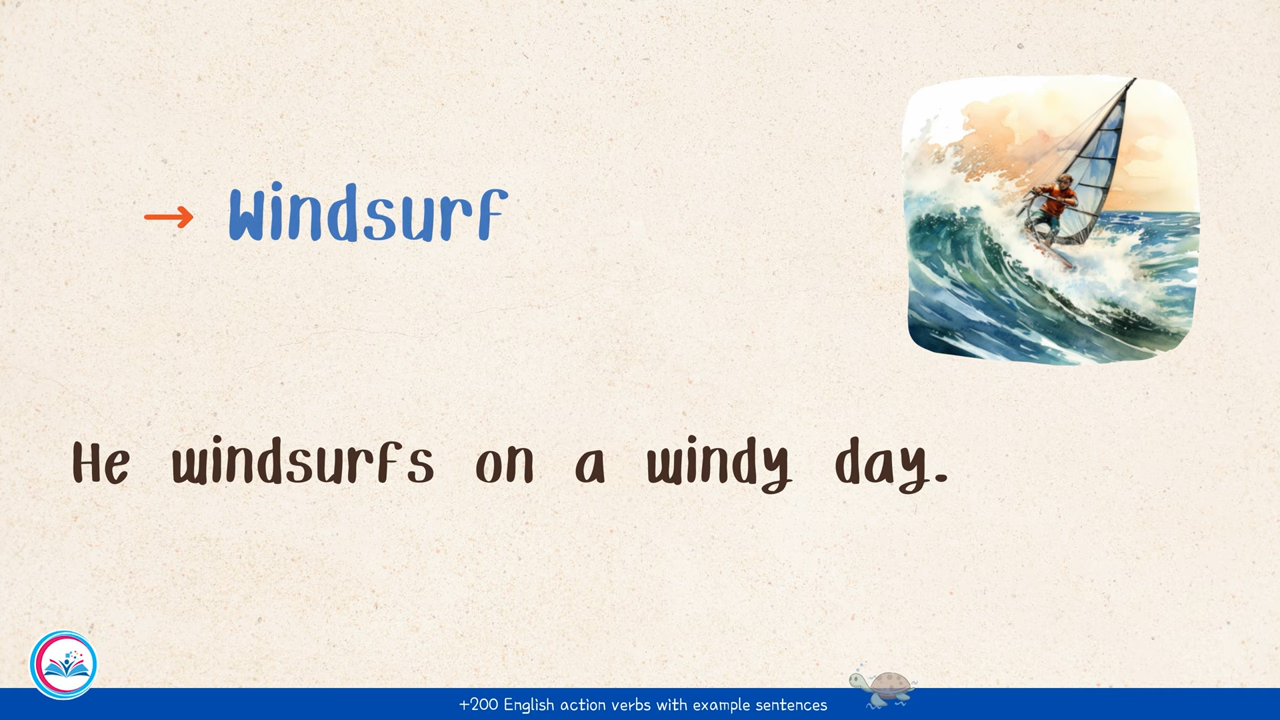 → Windsurf
He windsurfs on a windy day.
+200 English action verbs with example sentences